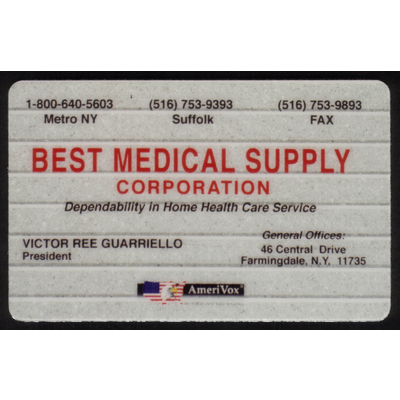 1-800-640-5603 (516) 753-9393 (516) 753-9893
Metro NY Suffolk FAX
BEST MEDICAL SUPPLY
CORPORATION
Dependability in Home Health Care Service
General Offices:
VICTOR REE GUARRIELLO 46 Central Drive
President Farmingdale, N.Y. 11735
AmeriVox®